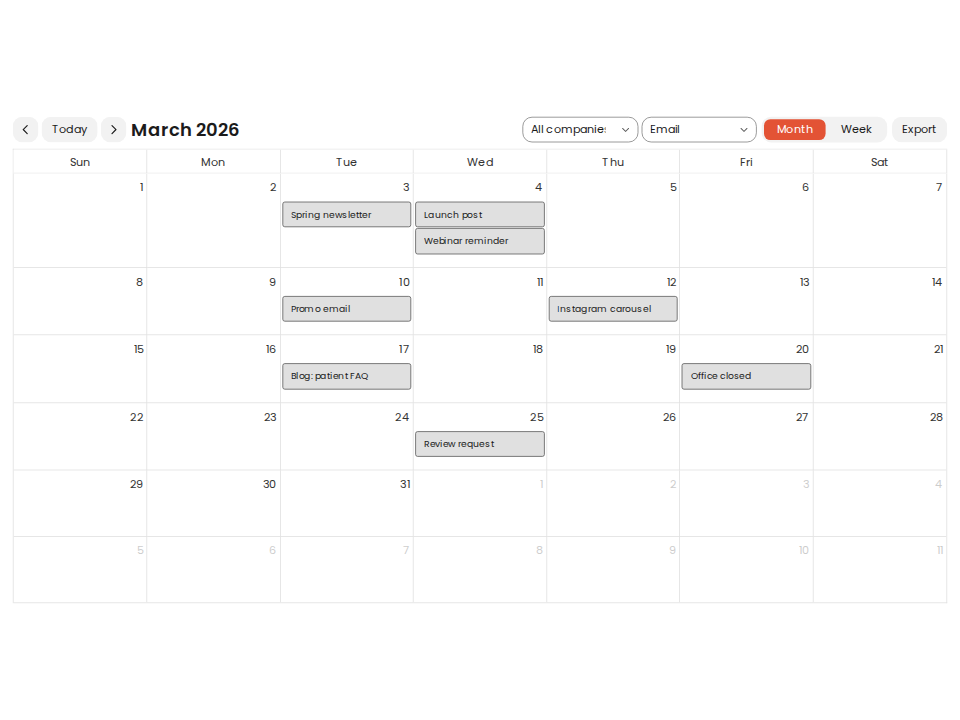 Today March 2026 All companies Email Month Week Export
Sun Mon Tue Wed Thu Fri Sat
1 2 3 4 5 6 7
Spring newsletter Launch post
Webinar reminder
8 9 10 11 12 13 14
Promo email Instagram carousel
15 16 17 18 19 20 21
Blog: patient FAQ Office closed
22 23 24 25 26 27 28
Review request
29 30 31 1 2 3 4
5 6 7 8 9 10 11